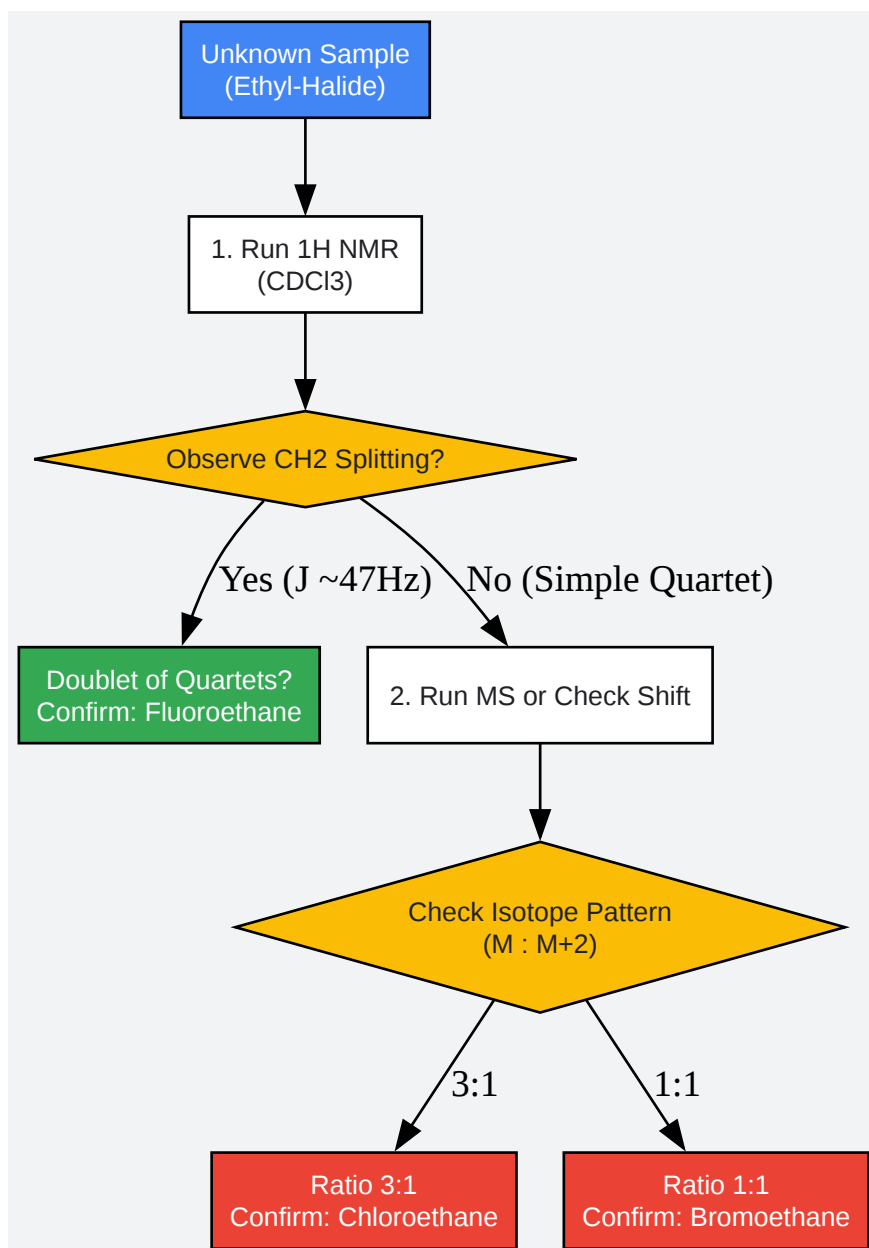 Unknown Sample
(Ethyl-Halide)
1. Run 1H NMR
(CDCl3)
Observe CH2 Splitting?
Yes (J ~47Hz)
No (Simple Quartet)
Doublet of Quartets?
Confirm: Fluoroethane
2. Run MS or Check Shift
Check Isotope Pattern
(M : M+2)
3:1
1:1
Ratio 3:1
Confirm: Chloroethane
Ratio 1:1
Confirm: Bromoethane